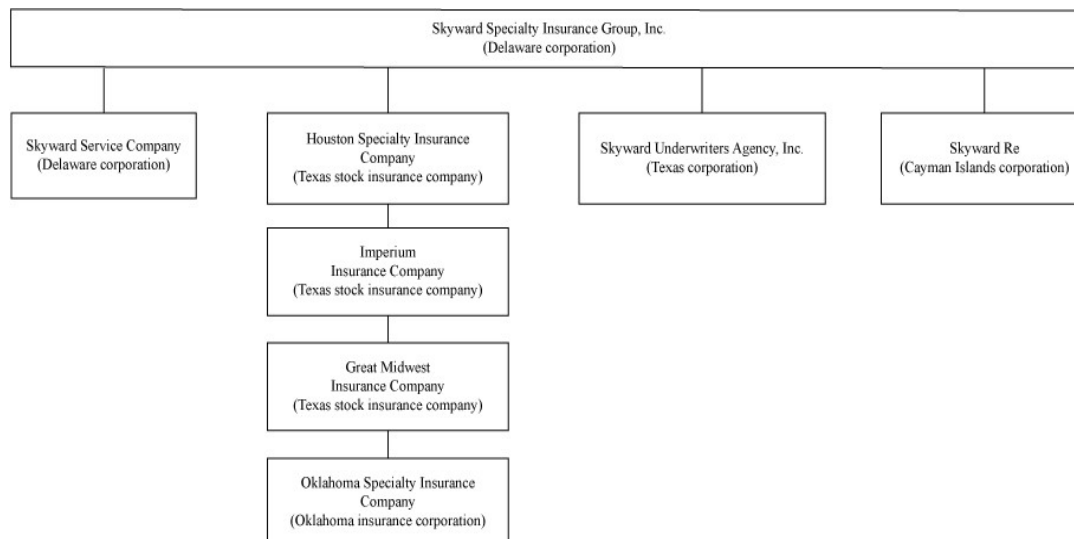 Skyward Specialty Insurance Group, Inc.
(Delaware corporation)
Skyward Service Company
(Delaware corporation)
Houston Specialty Insurance
Company
(Texas stock insurance company)
Skyward Underwriters Agency, Inc.
(Texas corporation)
Skyward Re
(Cayman Islands corporation)
Imperium
Insurance Company
(Texas stock insurance company)
Great Midwest
Insurance Company
(Texas stock insurance company)
Oklahoma Specialty Insurance
Company
(Oklahoma insurance corporation)